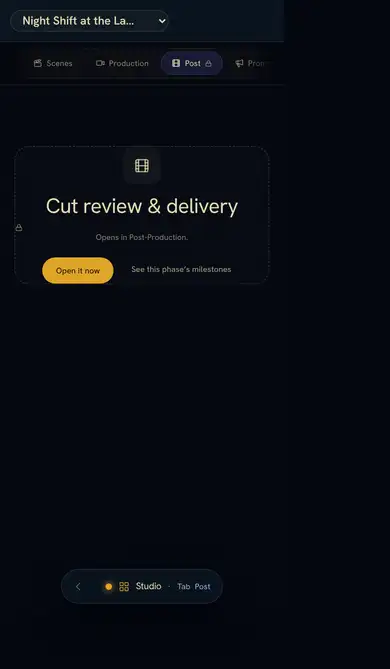 Night Shift at the La...
Scenes Production Post
Cut review & delivery
Opens in Post-Production.
Open it now See this phase's milestones
Studio · Tab Post